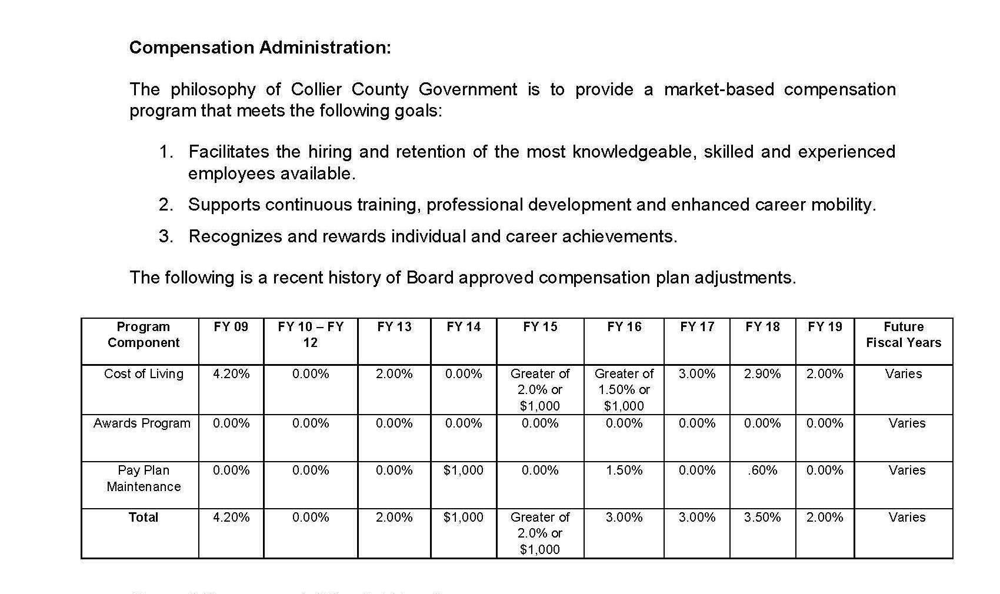 Compensation Administration:
The philosophy of Collier County Government is to provide a market-based compensation
program that meets the following goals:
1. Facilitates the hiring and retention of the most knowledgeable, skilled and experienced
employees available.
2. Supports continuous training, professional development and enhanced career mobility.
3. Recognizes and rewards individual and career achievements.
The following is a recent history of Board approved compensation plan adjustments.
Program FY 09 FY 10 – FY FY 13 FY 14 FY 15 FY 16 FY 17 FY 18 FY 19 Future
Component 12 Fiscal Years
Cost of Living 4.20% 0.00% 2.00% 0.00% Greater of Greater of 3.00% 2.90% 2.00% Varies
2.0% or 1.50% or
$1,000 $1,000
Awards Program 0.00% 0.00% 0.00% 0.00% 0.00% 0.00% 0.00% 0.00% 0.00% Varies
Pay Plan 0.00% 0.00% 0.00% $1,000 0.00% 1.50% 0.00% .60% 0.00% Varies
Maintenance
Total 4.20% 0.00% 2.00% $1,000 Greater of 3.00% 3.00% 3.50% 2.00% Varies
2.0% or
$1,000